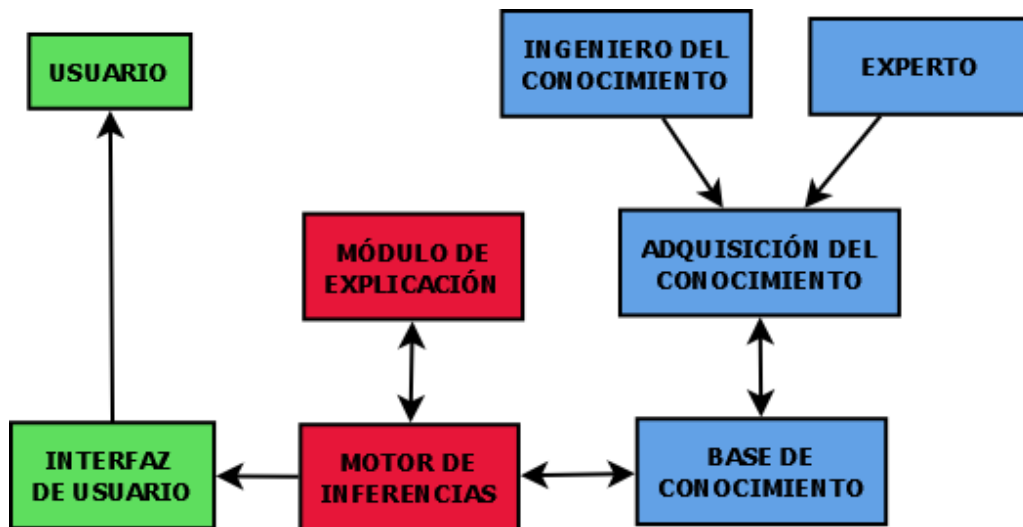 USUARIO
INGENIERO DEL
CONOCIMIENTO
EXPERTO
MÓDULO DE
EXPLICACIÓN
ADQUISICIÓN DEL
CONOCIMIENTO
INTERFAZ
DE USUARIO
MOTOR DE
INFERENCIAS
BASE DE
CONOCIMIENTO